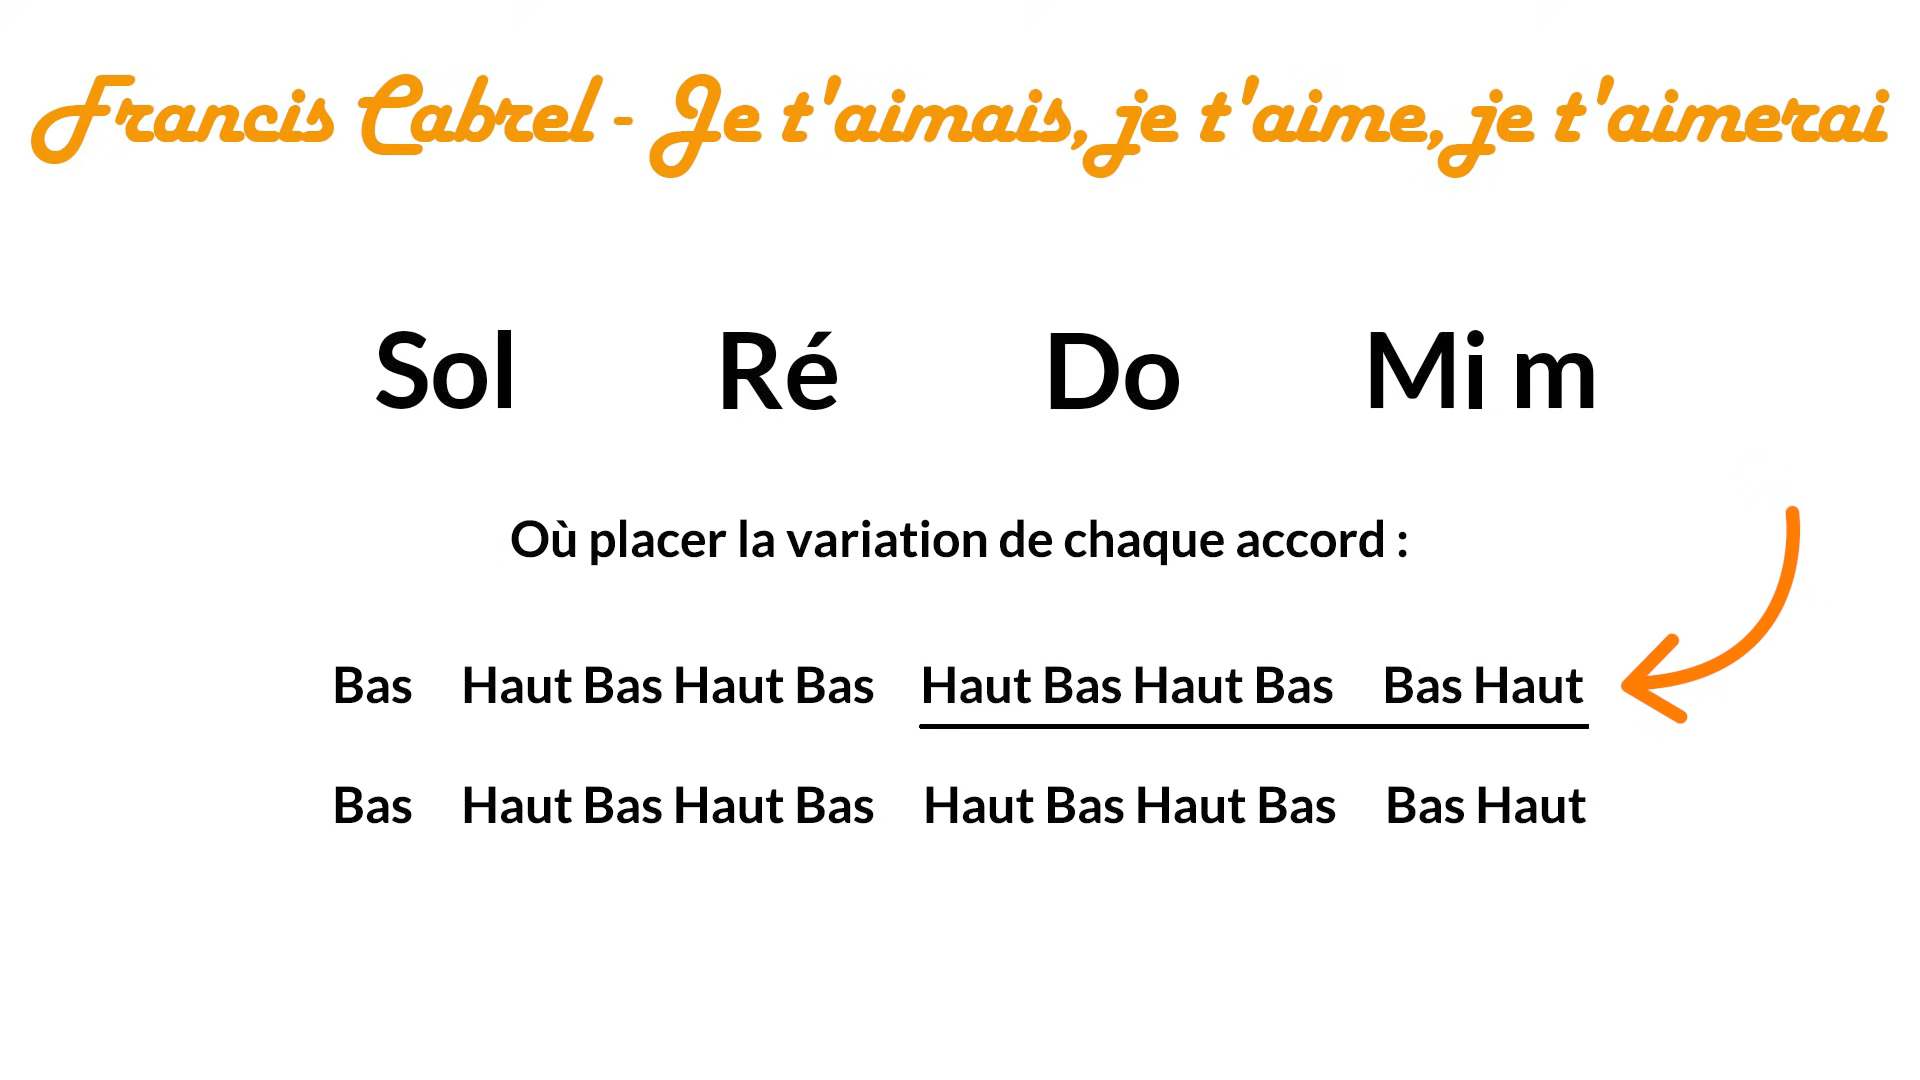 Francis Cabrel - Je t'aimais, je t'aime, je t'aimerai
Sol Ré Do Mi m
Où placer la variation de chaque accord :
Bas Haut Bas Haut Bas Haut Bas Haut Bas Bas Haut
Bas Haut Bas Haut Bas Haut Bas Haut Bas Bas Haut